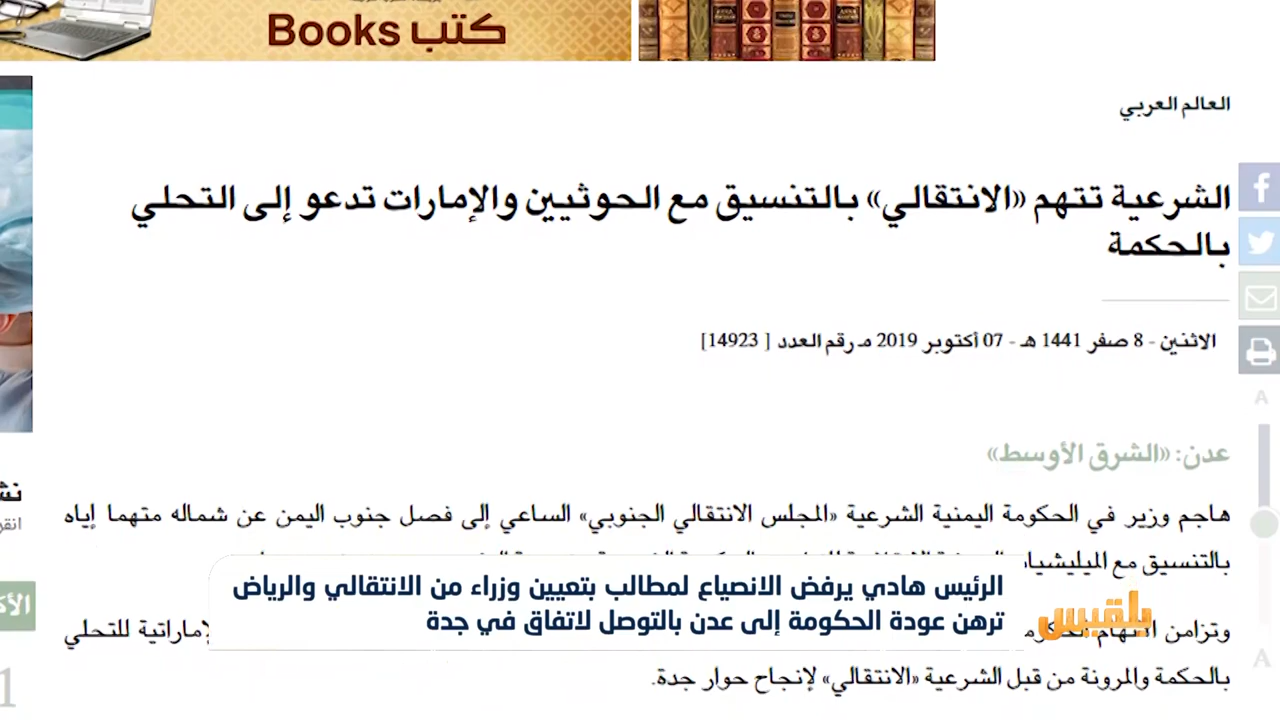 كتب Books
العالم العربي
الشرعية تتهم «الانتقالي» بالتنسيق مع الحوثيين والإمارات تدعو إلى التحلي
بالحكمة
الاثنين - 8 صفر 1441 هـ - 07 أكتوبر 2019 مـ رقم العدد [ 14923]
عدن: «الشرق الأوسط»
هاجم وزير في الحكومة اليمنية الشرعية «المجلس الانتقالي الجنوبي» الساعي إلى فصل جنوب اليمن عن شماله متهما إياه
بالتنسيق مع
الرئيس هادي يرفض الانصياع لمطالب بتعيين وزراء من الانتقالي والرياض
ترهن عودة الحكومة إلى عدن بالتوصل لاتفاق في جدة
بلقيس
وتزامن للتحلي
بالحكمة والمرونة من قبل الشرعية «الانتقالي» لإنجاح حوار جدة.
A
A
1